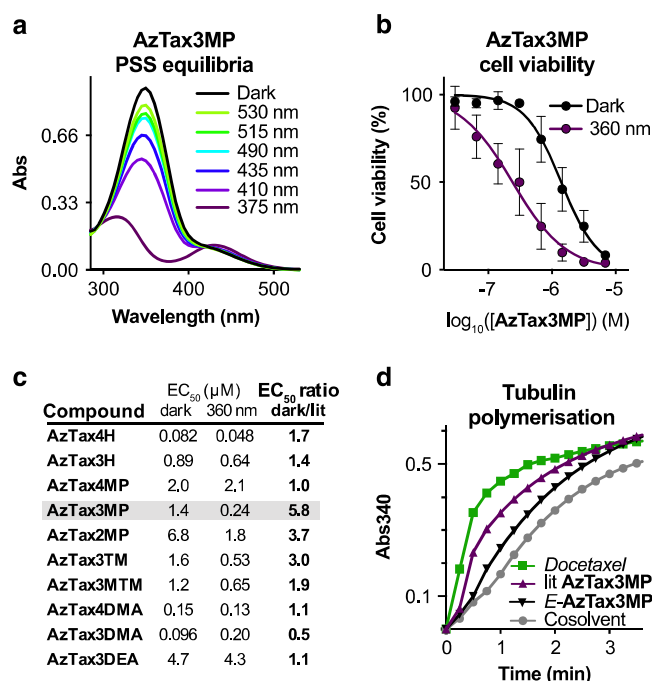 a
AzTax3MP
PSS equilibria
Abs
0.66
0.33
0.00
300
400
500
Wavelength (nm)
Dark
530 nm
515 nm
490 nm
435 nm
410 nm
375 nm
b
AzTax3MP
cell viability
Cell viability (%)
100
50
0
-7
-6
-5
log10([AzTax3MP]) (M)
Dark
360 nm
c
EC50 (μM) EC50 ratio
Compound dark 360 nm dark/lit
AzTax4H 0.082 0.048 1.7
AzTax3H 0.89 0.64 1.4
AzTax4MP 2.0 2.1 1.0
AzTax3MP 1.4 0.24 5.8
AzTax2MP 6.8 1.8 3.7
AzTax3TM 1.6 0.53 3.0
AzTax3MTM 1.2 0.65 1.9
AzTax4DMA 0.15 0.13 1.1
AzTax3DMA 0.096 0.20 0.5
AzTax3DEA 4.7 4.3 1.1
d
Tubulin
polymerisation
Abs340
0.5
0.1
0
1
2
3
Time (min)
Docetaxel
lit AzTax3MP
E-AzTax3MP
Cosolvent